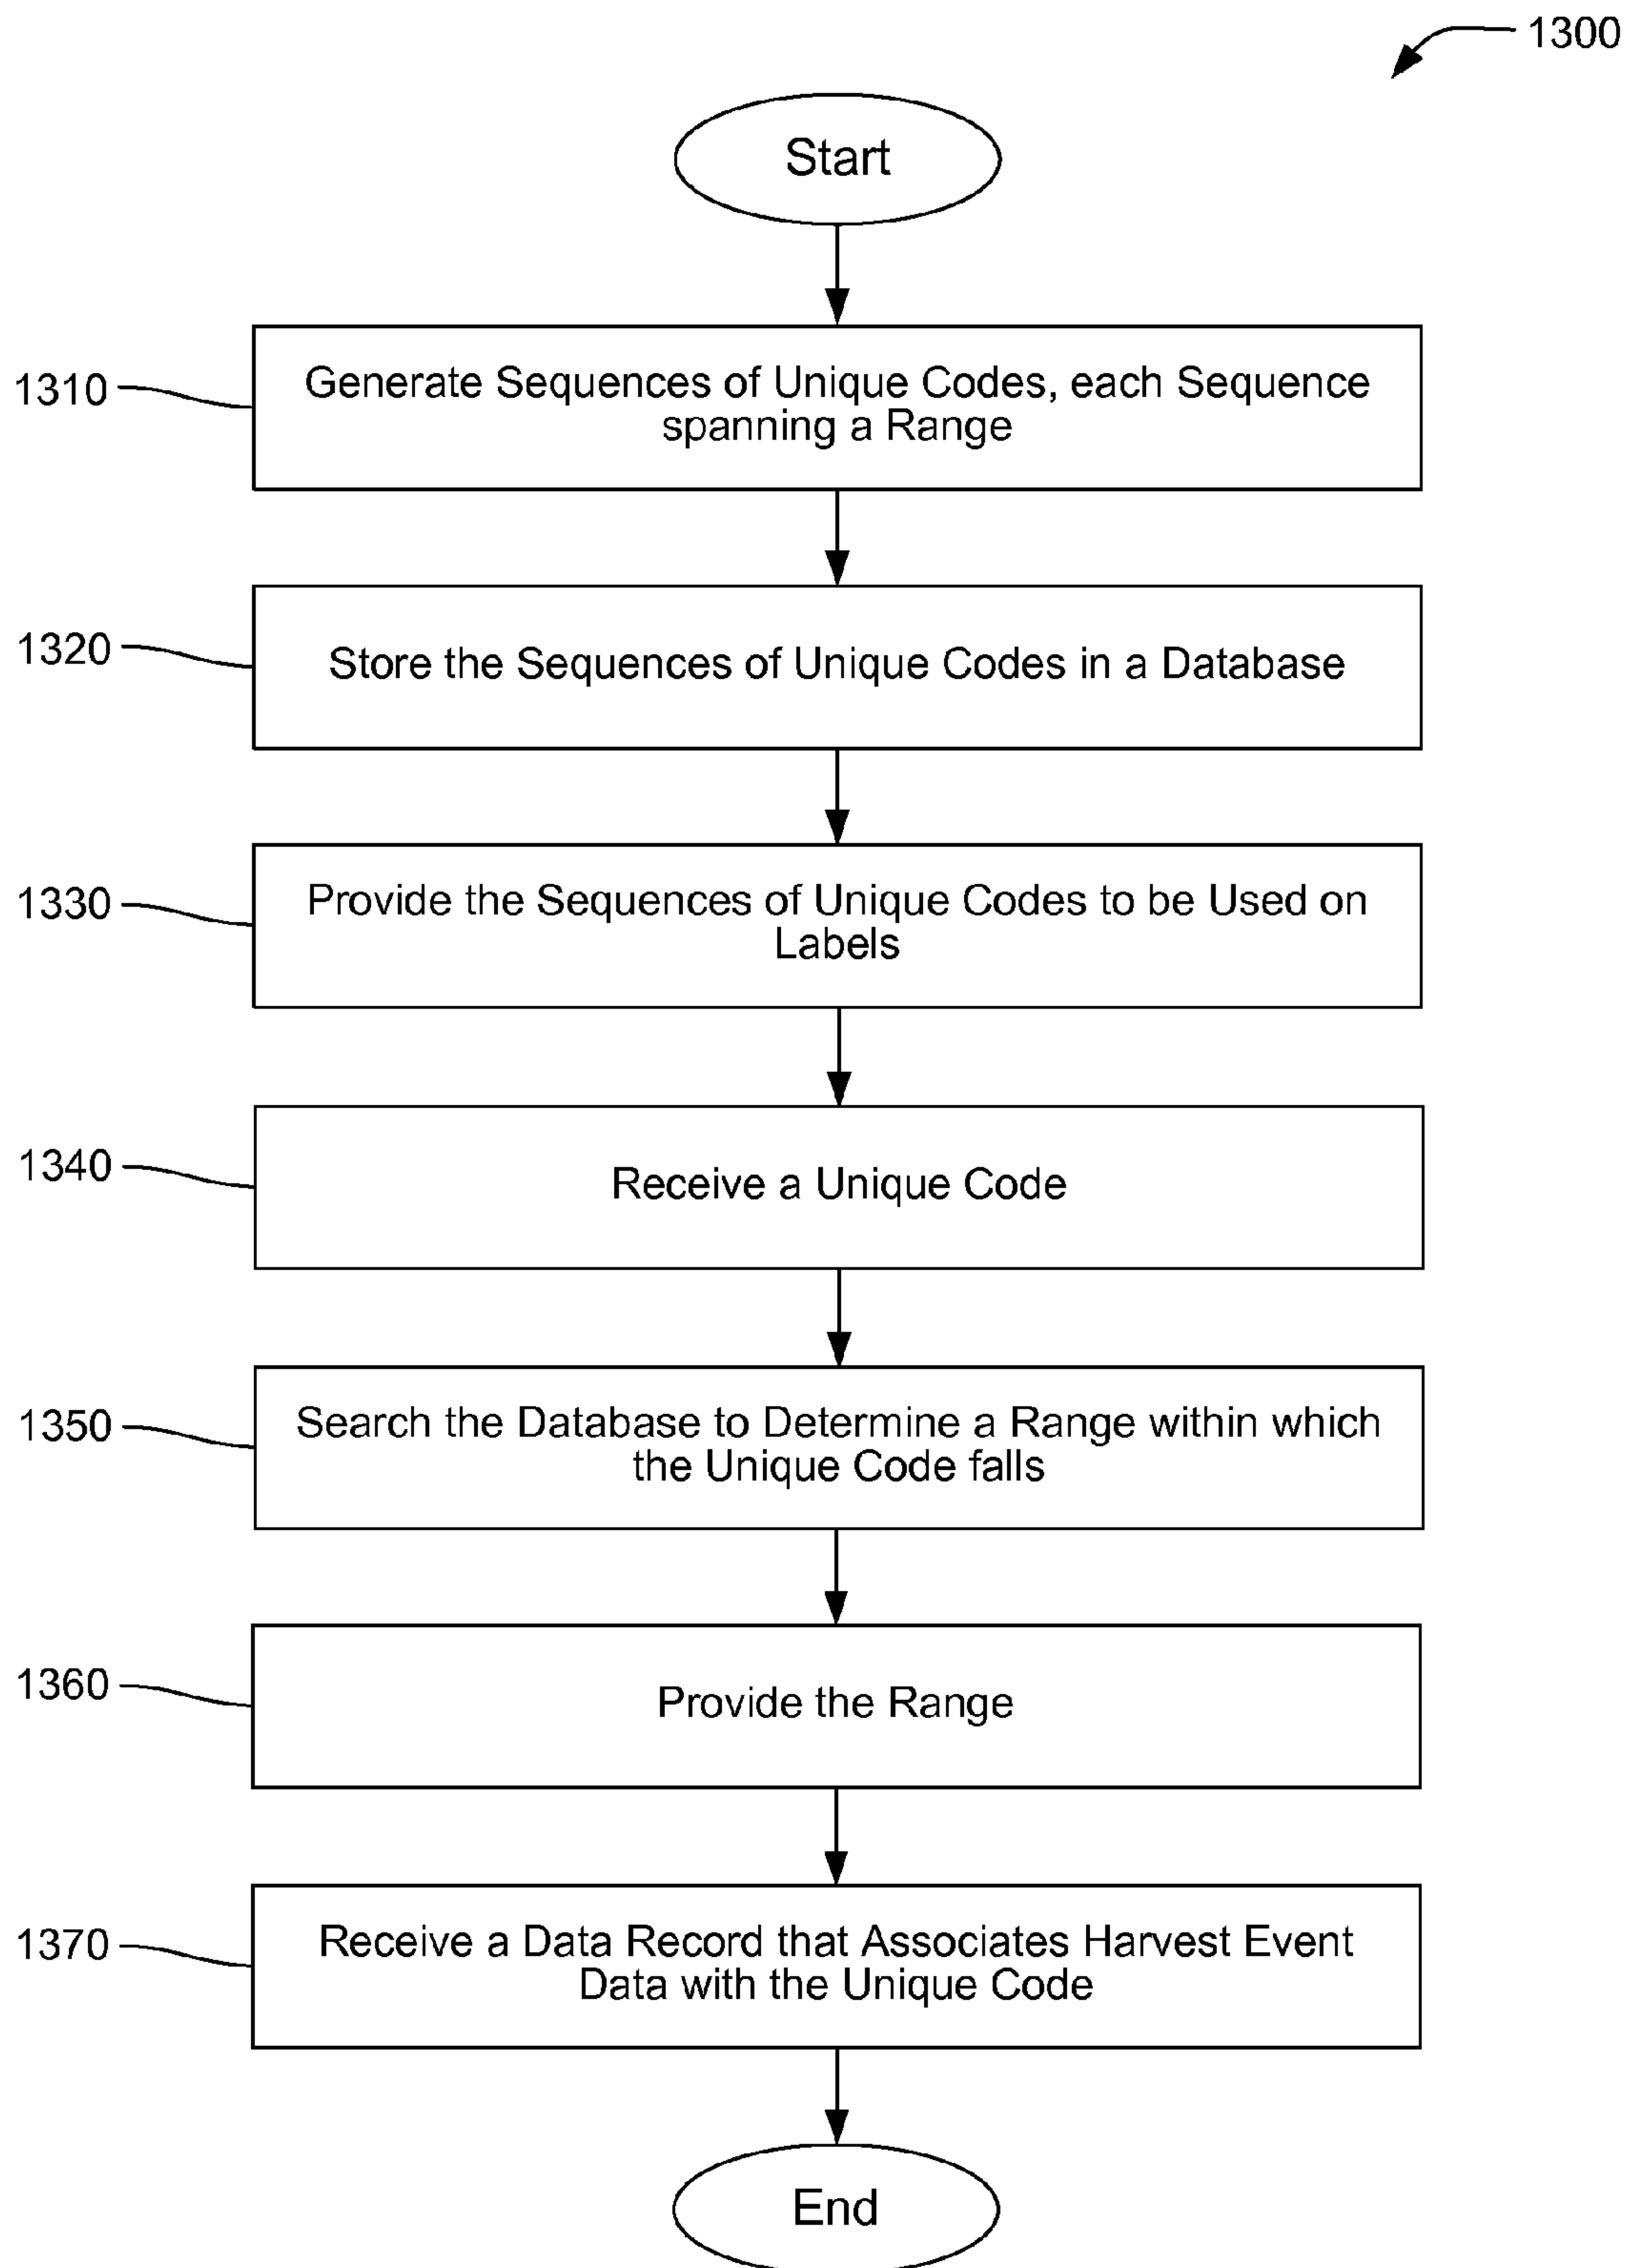 1300
Start
1310
Generate Sequences of Unique Codes, each Sequence
spanning a Range
1320
Store the Sequences of Unique Codes in a Database
1330
Provide the Sequences of Unique Codes to be Used on
Labels
1340
Receive a Unique Code
1350
Search the Database to Determine a Range within which
the Unique Code falls
1360
Provide the Range
1370
Receive a Data Record that Associates Harvest Event
Data with the Unique Code
End